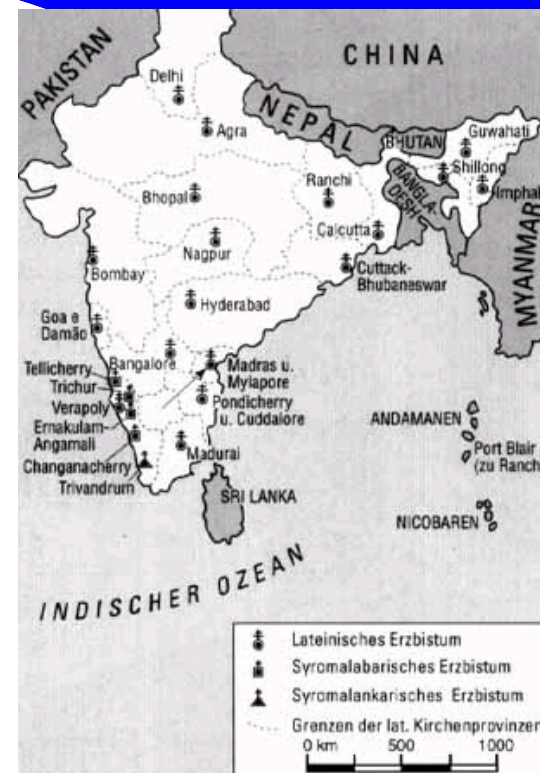 PAKISTAN
CHINA
Delhi
Agra
NEPAL
BHUTAN
Guwahati
Shillong
Imphal
BANGLA-
DESH
MYANMAR
Bhopal
Ranchi
Calcutta
Nagpur
Bombay
Cuttack-
Bhubaneswar
Hyderabad
Goa e
Damão
Tellicherry
Bangalore
Trichur
Verapoly
Ernakulam-
Angamali
Changanacherry
Trivandrum
Madras u.
Mylapore
Pondicherry
u. Cuddalore
Madurai
SRI LANKA
ANDAMANEN
Port Blair
(zu Ranch
NICOBAREN
INDISCHER OZEAN
Lateinisches Erzbistum
Syromalabarisches Erzbistum
Syromalankarisches Erzbistum
Grenzen der lat. Kirchenprovinzen
0 km 500 1000